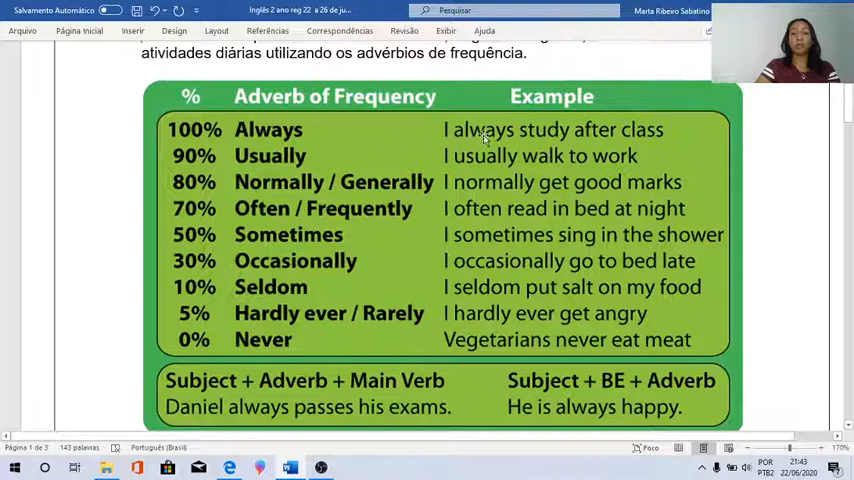 Salvamento Automático
Inglês 2 ano reg 22 a 26 de ju...
Pesquisar
Marta Ribeiro Sabatino
Arquivo Página Inicial Inserir Design Layout Referências Correspondências Revisão Exibir Ajuda
atividades diárias utilizando os advérbios de frequência.
% Adverb of Frequency Example
100% Always I always study after class
90% Usually I usually walk to work
80% Normally / Generally I normally get good marks
70% Often / Frequently I often read in bed at night
50% Sometimes I sometimes sing in the shower
30% Occasionally I occasionally go to bed late
10% Seldom I seldom put salt on my food
5% Hardly ever / Rarely I hardly ever get angry
0% Never Vegetarians never eat meat
Subject + Adverb + Main Verb Subject + BE + Adverb
Daniel always passes his exams. He is always happy.
Página 1 de 3 143 palavras Português (Brasil) Foco 170%
POR 21:43
PTB2 22/06/2020